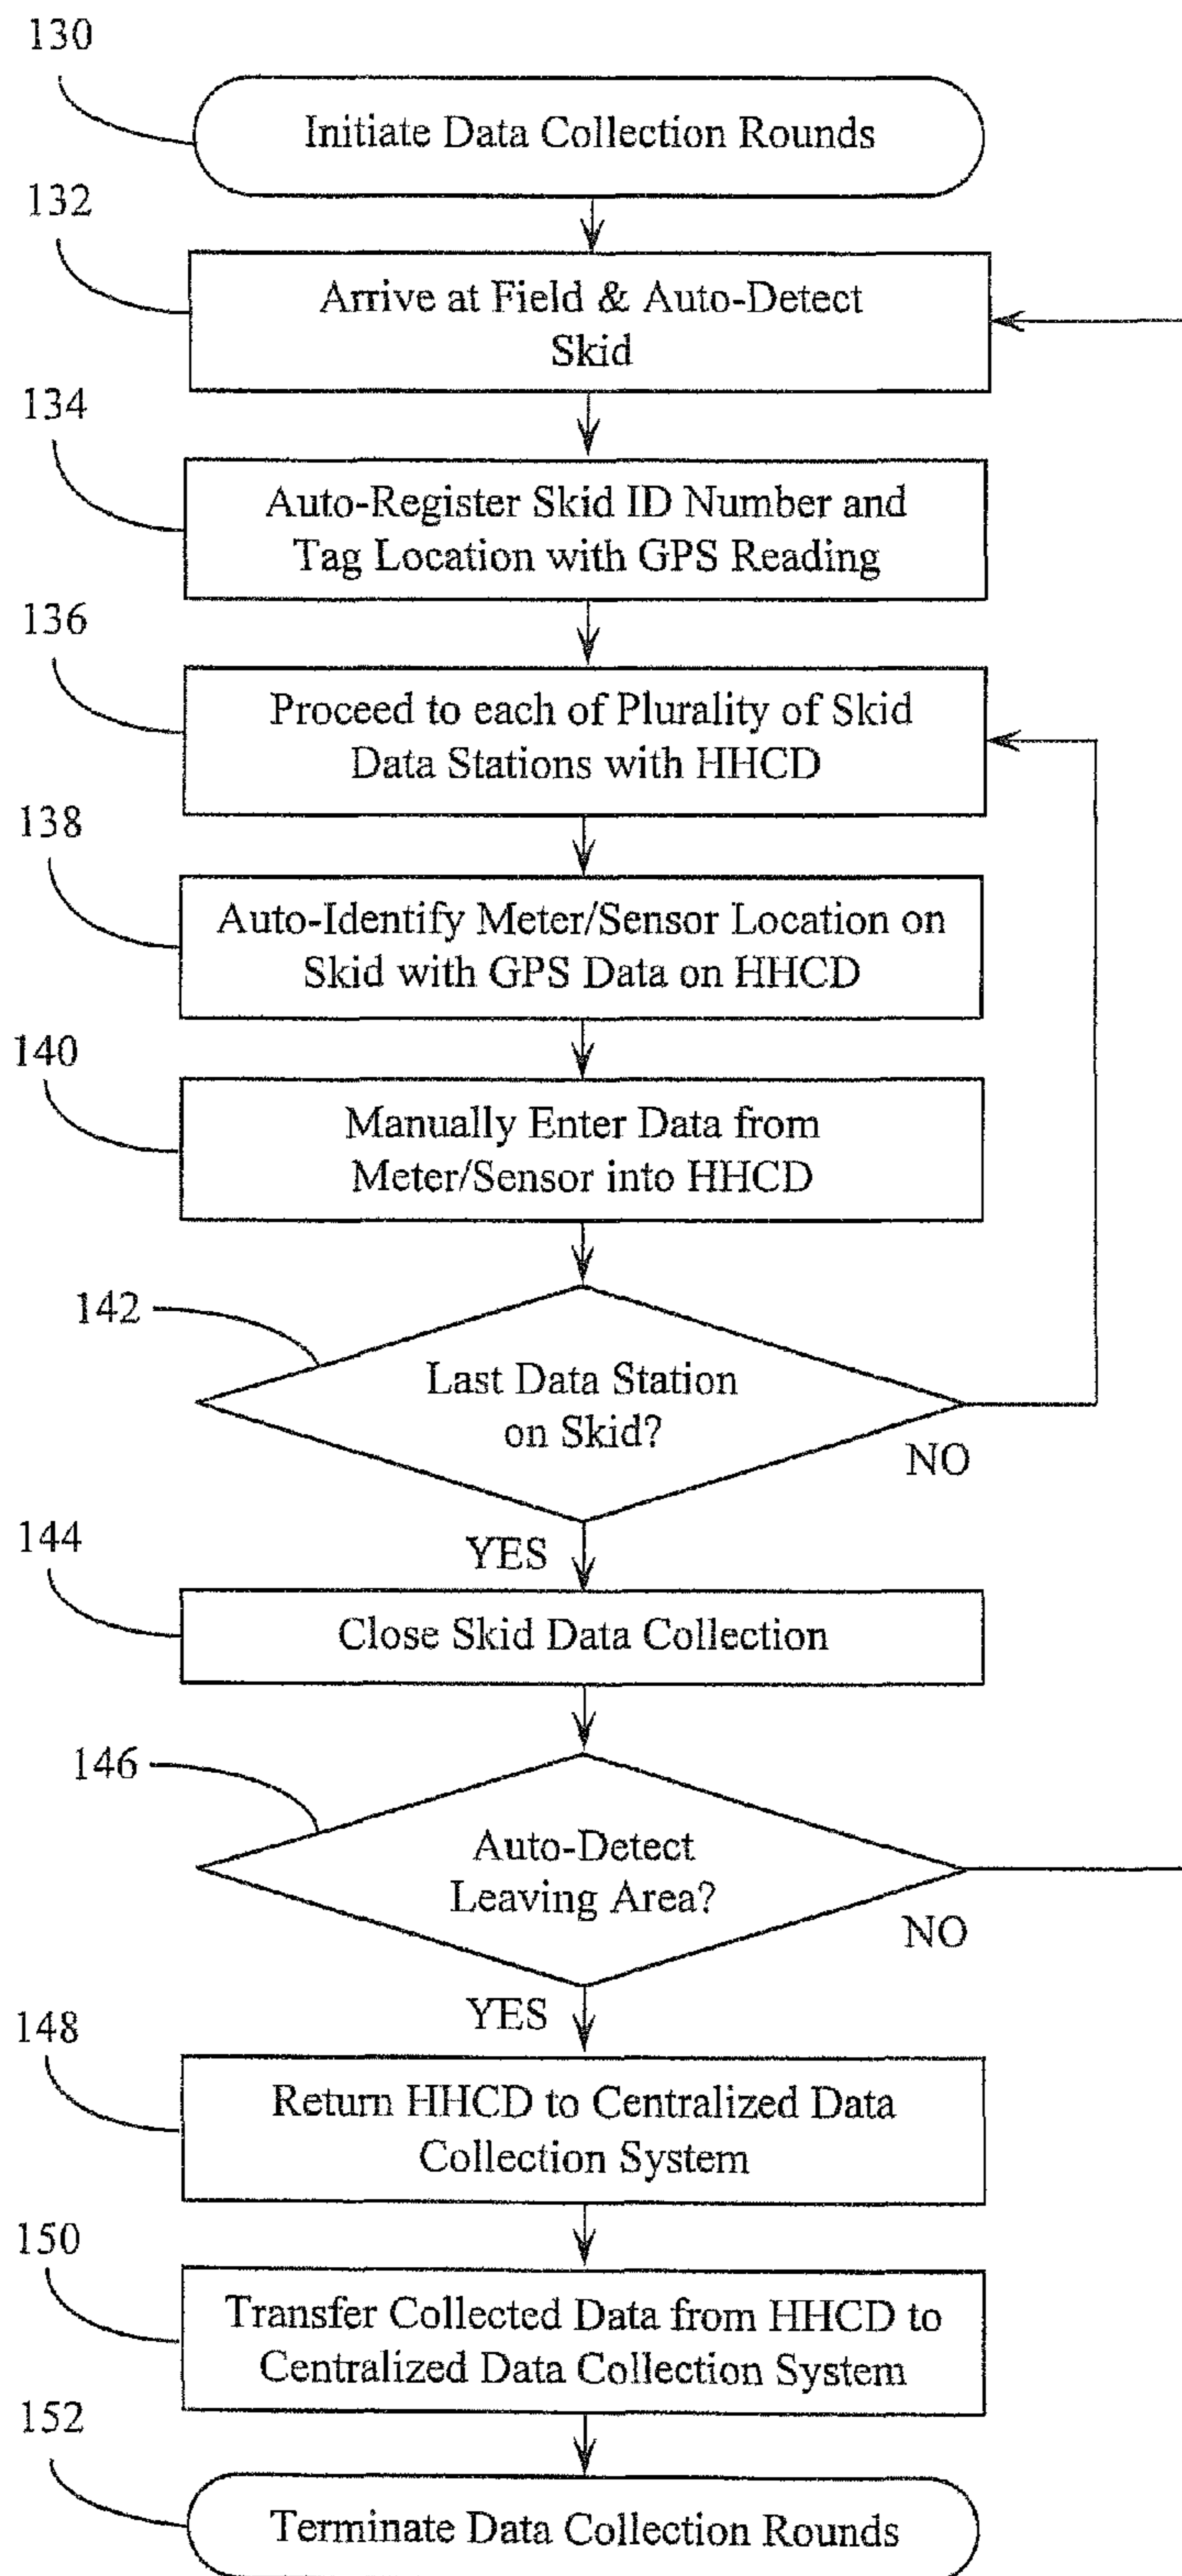 130
Initiate Data Collection Rounds
132
Arrive at Field & Auto-Detect
Skid
134
Auto-Register Skid ID Number and
Tag Location with GPS Reading
136
Proceed to each of Plurality of Skid
Data Stations with HHCD
138
Auto-Identify Meter/Sensor Location on
Skid with GPS Data on HHCD
140
Manually Enter Data from
Meter/Sensor into HHCD
142
Last Data Station
on Skid?
NO
YES
144
Close Skid Data Collection
146
Auto-Detect
Leaving Area?
NO
YES
148
Return HHCD to Centralized Data
Collection System
150
Transfer Collected Data from HHCD to
Centralized Data Collection System
152
Terminate Data Collection Rounds